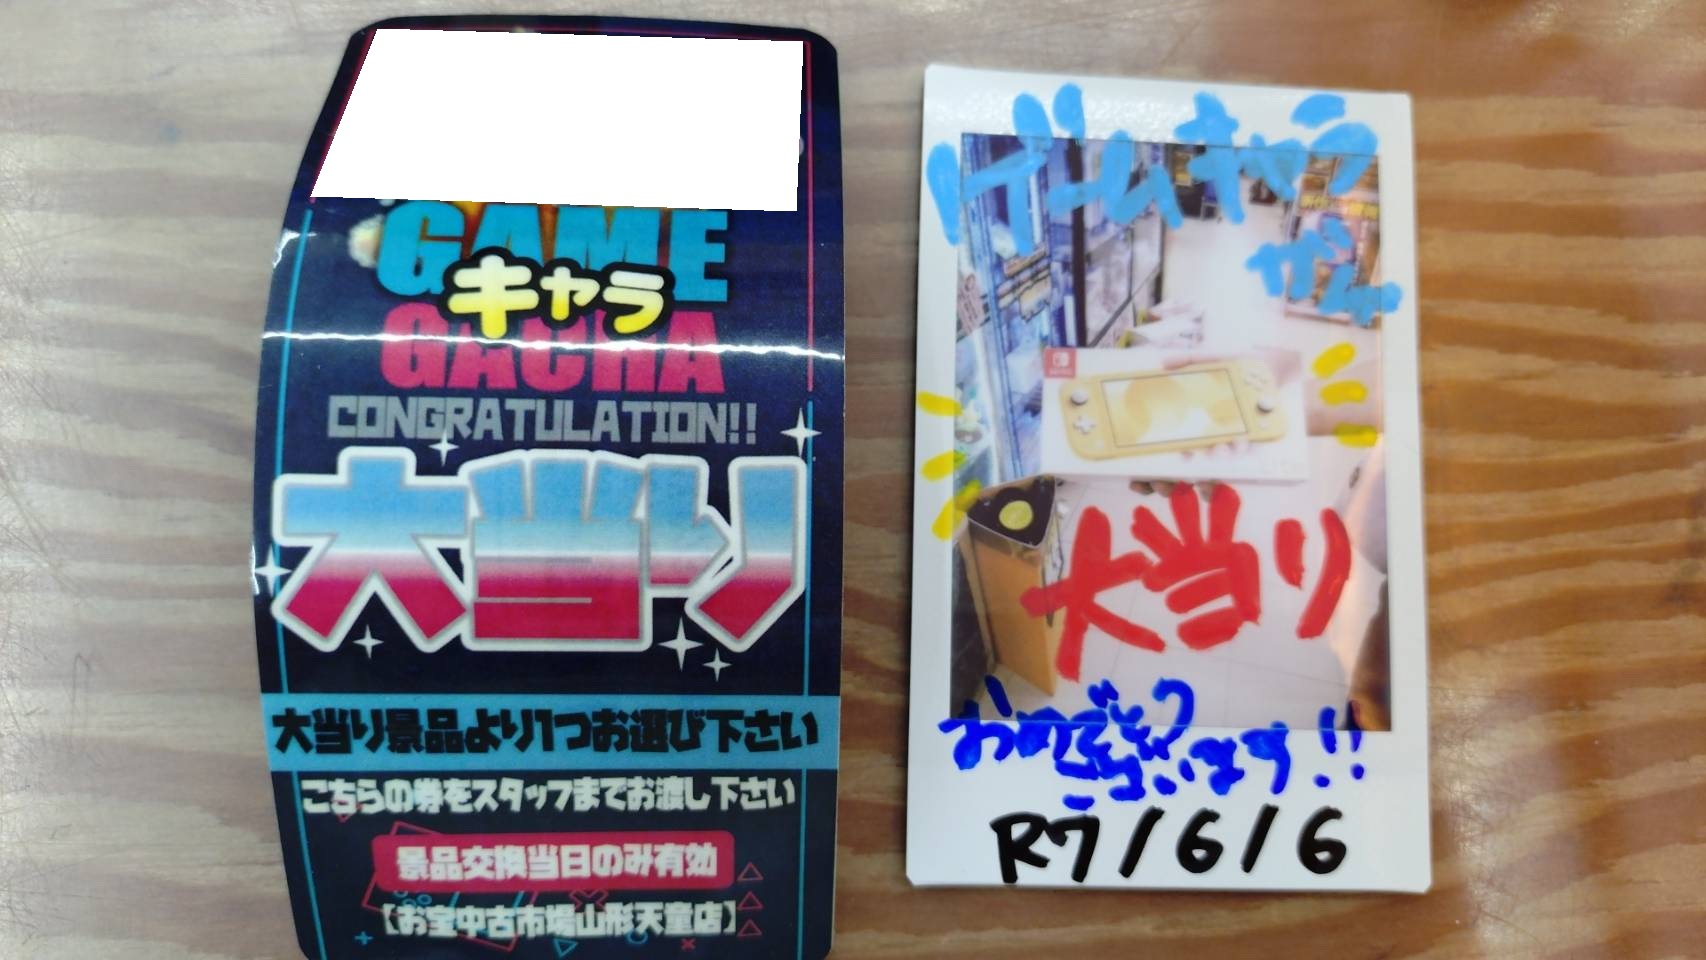 GAME
キャラ
GACHA
CONGRATULATION!!
大当り
大当り景品より1つお選び下さい
こちらの券をスタッフまでお渡し下さい
景品交換当日のみ有効
【お宝中古市場山形天童店】
ゲームキャラ
ガチャ
大当り
おめでとう
ございます!!
R7/6/6